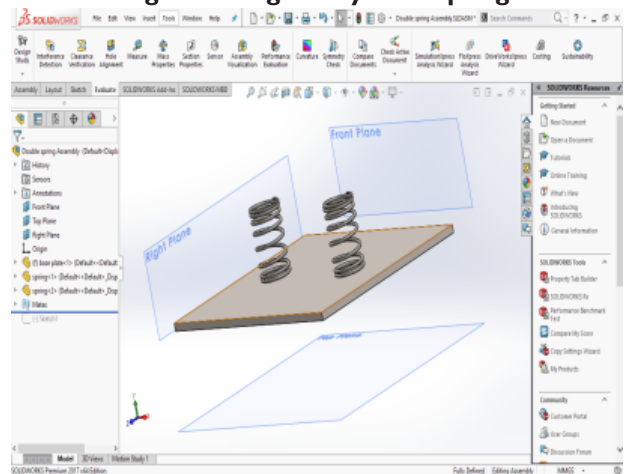 SOLIDWORKS File Edit View Insert Tools Window Help Double spring Assembly.SLDASM * Search Commands
Design Study
Interference Detection
Clearance Verification
Hole Alignment
Measure
Mass Properties
Section Properties
Sensor
Assembly Visualization
Performance Evaluation
Curvature
Symmetry Check
Compare Documents
Check Active Document
SimulationXpress Analysis Wizard
FloXpress Analysis Wizard
DriveWorksXpress Wizard
Costing
Sustainability
Assembly Layout Sketch Evaluate SOLIDWORKS Add-Ins SOLIDWORKS MBD
Double spring Assembly (Default<Displ
History
Sensors
Annotations
Front Plane
Top Plane
Right Plane
Origin
(f) base plate<1> (Default<<Default
spring<1> (Default<<Default>_Disp
spring<2> (Default<<Default>_Disp
Mates
(-) Sketch1
Front Plane
Right Plane
Top Plane
SOLIDWORKS Resources
Getting Started
New Document
Open a Document
Tutorials
Online Training
What's New
Introducing SOLIDWORKS
General Information
SOLIDWORKS Tools
Property Tab Builder
SOLIDWORKS Rx
Performance Benchmark Test
Compare My Score
Copy Settings Wizard
My Products
Community
Customer Portal
User Groups
Discussion Forum
Model 3D Views Motion Study 1
SOLIDWORKS Premium 2017 x64 Edition Fully Defined Editing Assembly MMGS